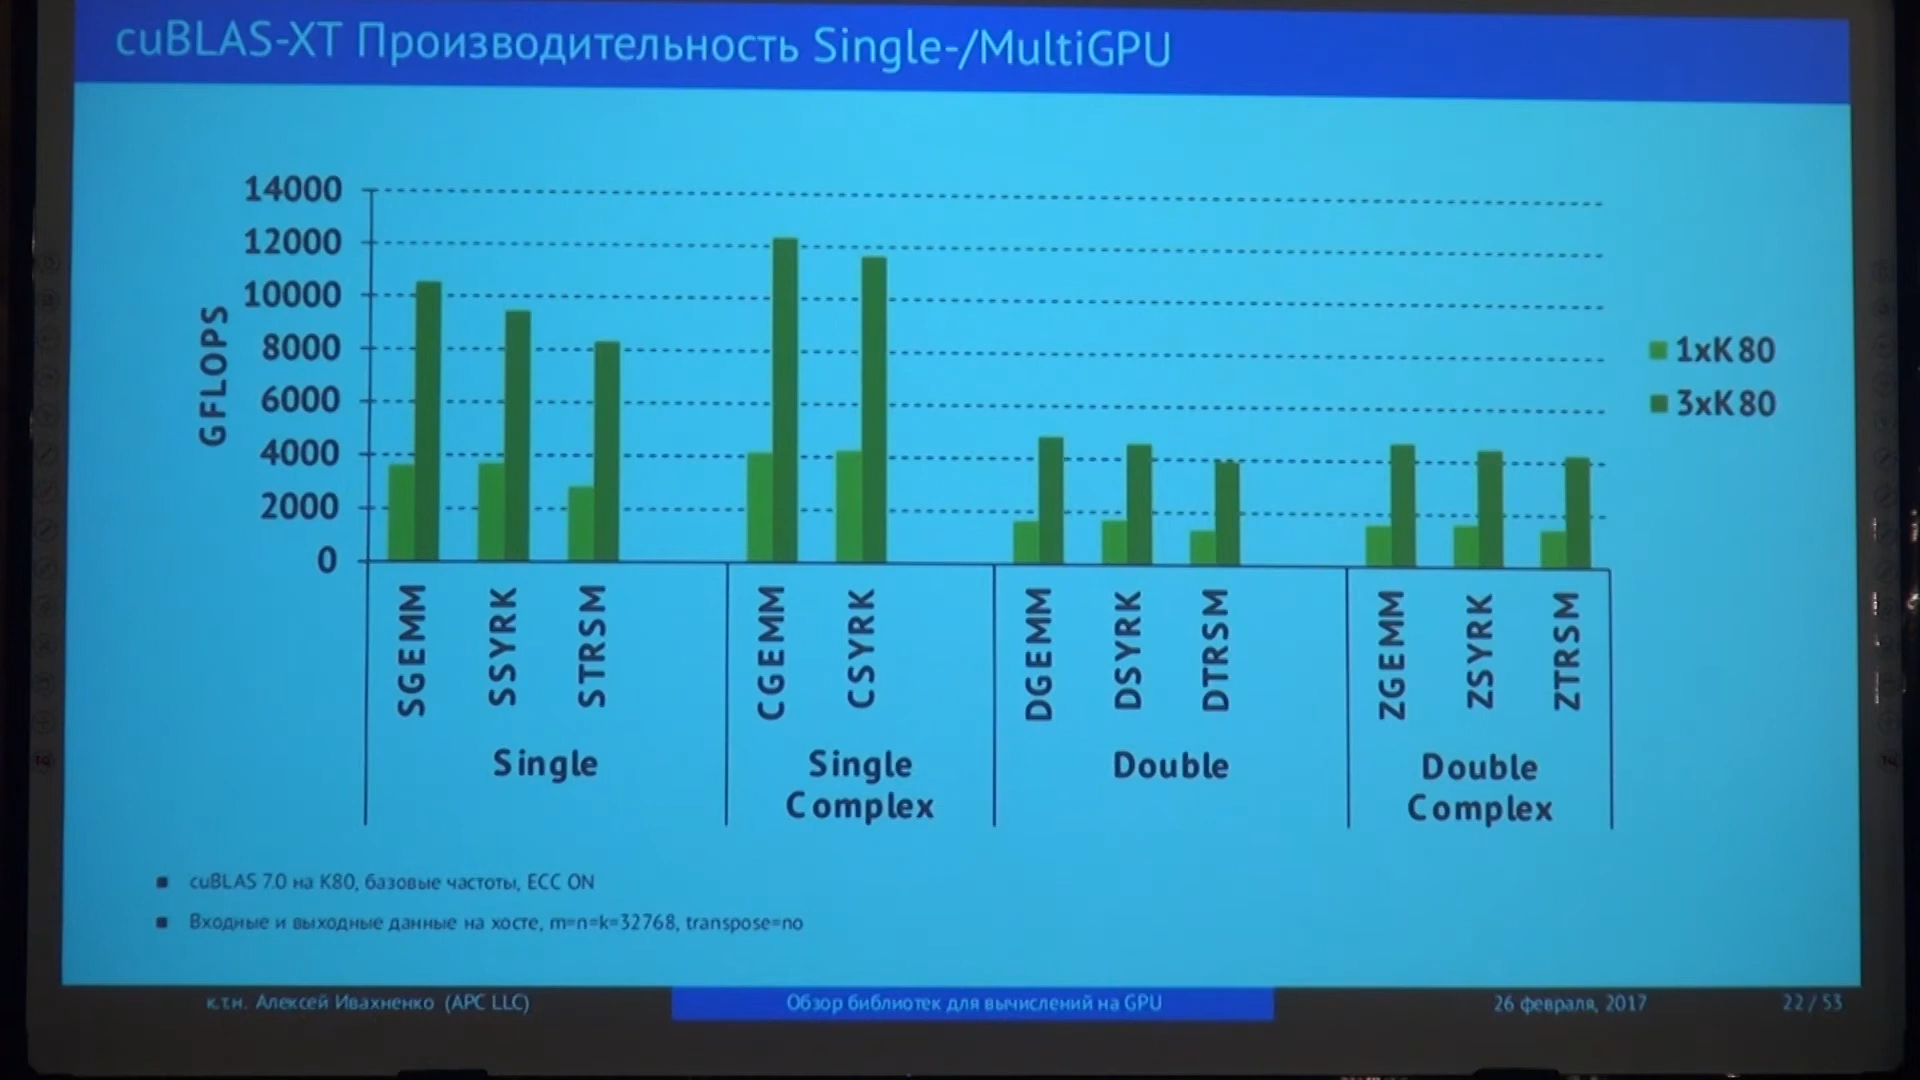 cuBLAS-XT Производительность Single-/MultiGPU
14000
12000
10000
8000
6000
4000
2000
0
GFLOPS
1xK80
3xK80
SGEMM
SSYRK
STRSM
CGEMM
CSYRK
DGEMM
DSYRK
DTRSM
ZGEMM
ZSYRK
ZTRSM
Single
Single
Complex
Double
Double
Complex
cuBLAS 7.0 на K80, базовые частоты, ECC ON
Входные и выходные данные на хосте, m=n=k=32768, transpose=no
к.т.н. Алексей Ивахненко (APC LLC)
Обзор библиотек для вычислений на GPU
26 февраля, 2017
22 / 53